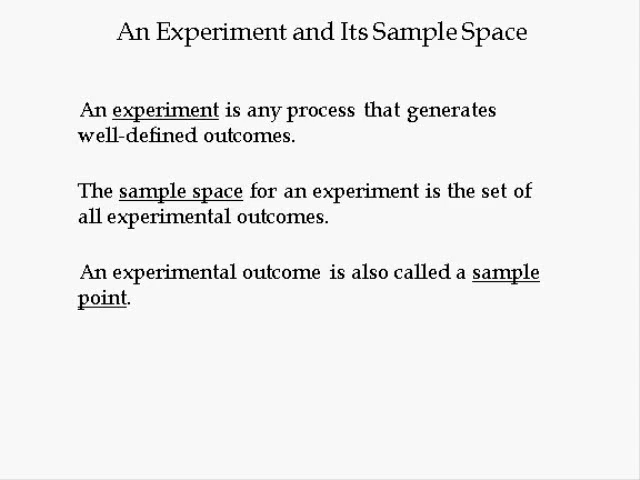 An Experiment and Its Sample Space
An experiment is any process that generates
well-defined outcomes.
The sample space for an experiment is the set of
all experimental outcomes.
An experimental outcome is also called a sample
point.